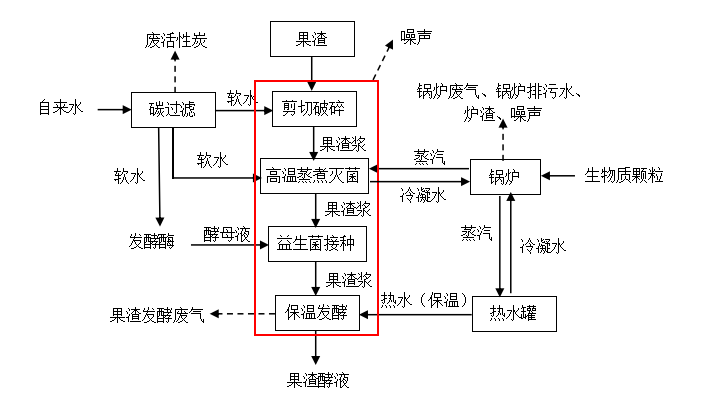 果渣
噪声
废活性炭
自来水
碳过滤
软水
剪切破碎
锅炉废气、锅炉排污水、
炉渣、噪声
果渣浆
软水
软水
高温蒸煮灭菌
蒸汽
冷凝水
锅炉
生物质颗粒
果渣浆
发酵酶
酵母液
益生菌接种
蒸汽
冷凝水
果渣浆
果渣发酵废气
保温发酵
热水（保温）
热水罐
果渣酵液